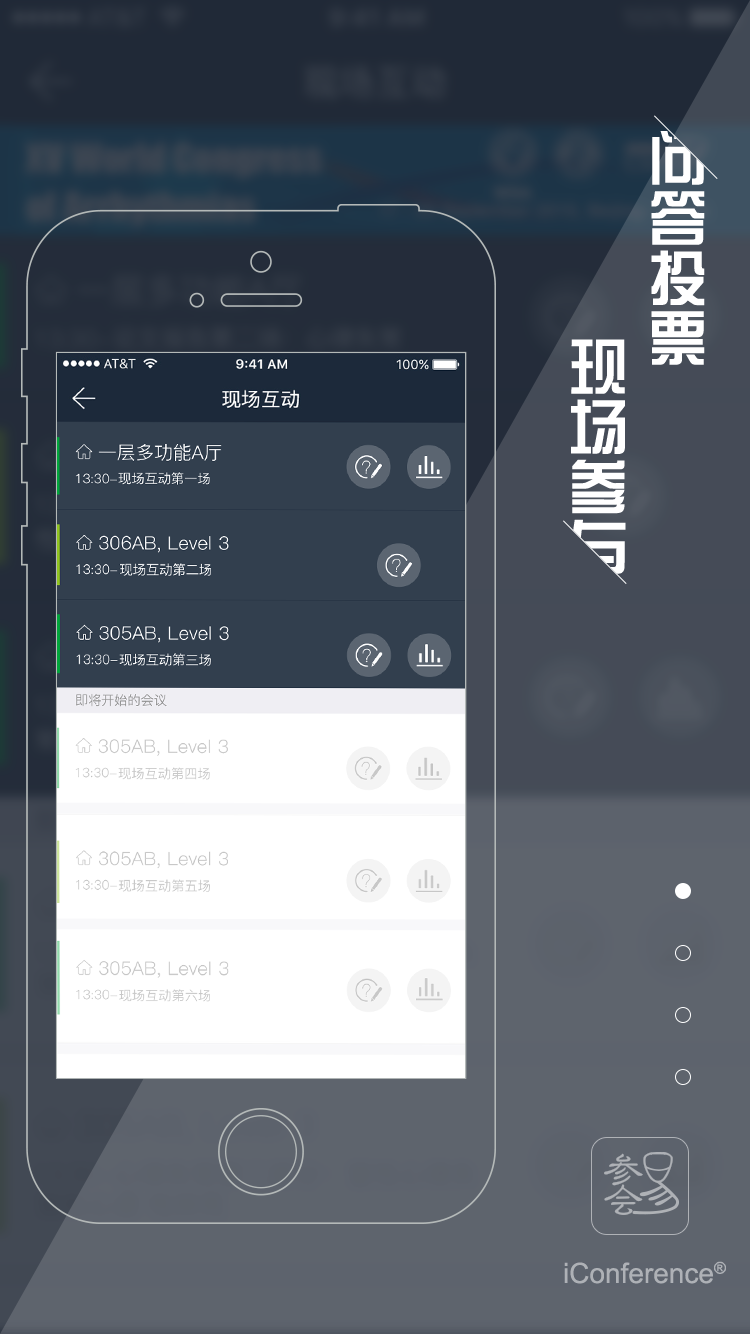 问答投票
现场参与
AT&T
9:41 AM
100%
现场互动
一层多功能A厅
13:30-现场互动第一场
306AB, Level 3
13:30-现场互动第二场
305AB, Level 3
13:30-现场互动第三场
即将开始的会议
305AB, Level 3
13:30-现场互动第四场
305AB, Level 3
13:30-现场互动第五场
305AB, Level 3
13:30-现场互动第六场
参会易
iConference®